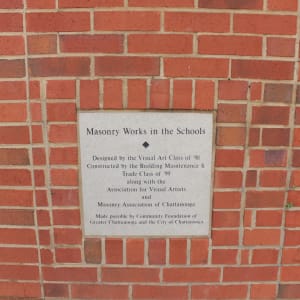 Masonry Works in the Schools
Designed by the Visual Art Class of '98
Constructed by the Building Maintenance &
Trade Class of '99
along with the
Association for Visual Artists
and
Masonry Association of Chattanooga
Made possible by Community Foundation of
Greater Chattanooga and the City of Chattanooga